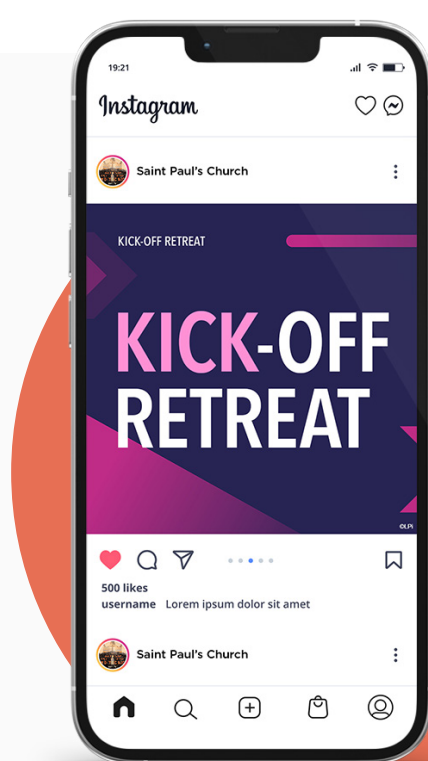 19:21
Instagram
Saint Paul's Church
KICK-OFF RETREAT
KICK-OFF
RETREAT
©LPi
500 likes
username Lorem ipsum dolor sit amet
Saint Paul's Church